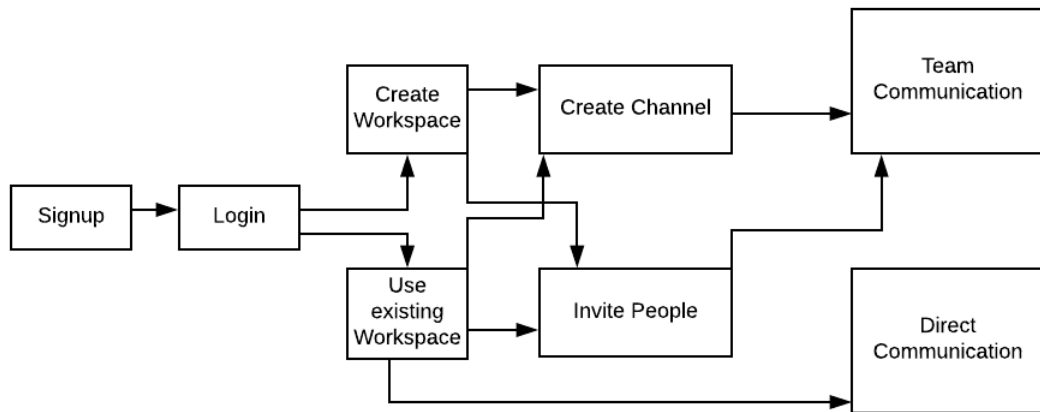 Signup
Login
Create
Workspace
Use
existing
Workspace
Create Channel
Invite People
Team
Communication
Direct
Communication